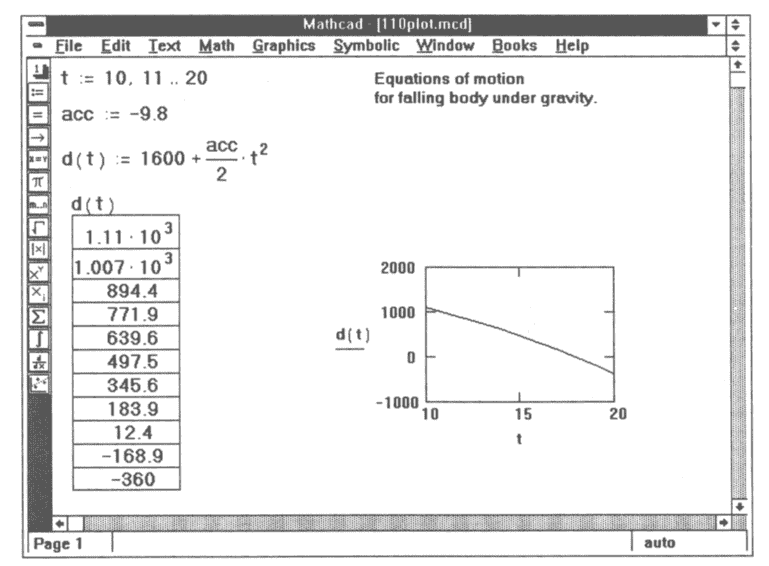 Mathcad - [110plot.mcd]
File Edit Text Math Graphics Symbolic Window Books Help
t := 10, 11 .. 20
Equations of motion
for falling body under gravity.
acc := -9.8
d(t) := 1600 + acc/2 · t²
d(t)
1.11 · 10³
1.007 · 10³
894.4
771.9
639.6
497.5
345.6
183.9
12.4
-168.9
-360
2000
1000
d(t)
0
-1000
10 15 20
t
Page 1 auto